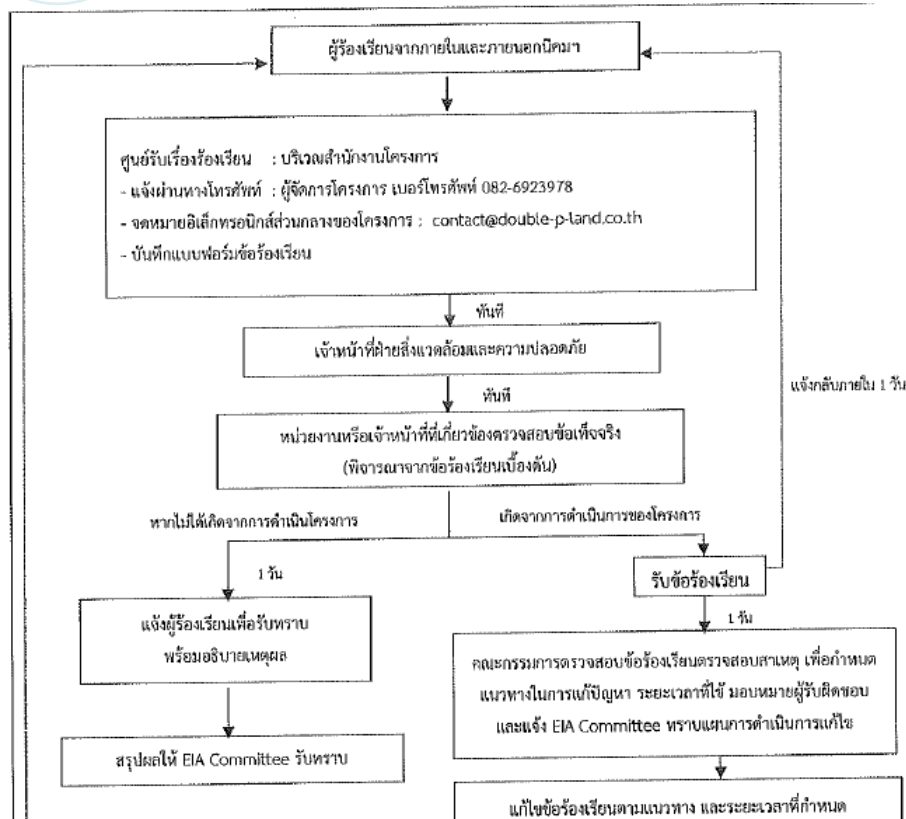 ผู้ร้องเรียนจากภายในและภายนอกนิคมฯ
ศูนย์รับเรื่องร้องเรียน : บริเวณสำนักงานโครงการ
- แจ้งผ่านทางโทรศัพท์ : ผู้จัดการโครงการ เบอร์โทรศัพท์ 082-6923978
- จดหมายอิเล็กทรอนิกส์ส่วนกลางของโครงการ : contact@double-p-land.co.th
- บันทึกแบบฟอร์มข้อร้องเรียน
ทันที
เจ้าหน้าที่ฝ่ายสิ่งแวดล้อมและความปลอดภัย
แจ้งกลับภายใน 1 วัน
ทันที
หน่วยงานหรือเจ้าหน้าที่ที่เกี่ยวข้องตรวจสอบข้อเท็จจริง
(พิจารณาจากข้อร้องเรียนเบื้องต้น)
หากไม่ได้เกิดจากการดำเนินโครงการ
เกิดจากการดำเนินการของโครงการ
1 วัน
รับข้อร้องเรียน
แจ้งผู้ร้องเรียนเพื่อรับทราบ
พร้อมอธิบายเหตุผล
1 วัน
คณะกรรมการตรวจสอบข้อร้องเรียนตรวจสอบสาเหตุ เพื่อกำหนด
แนวทางในการแก้ปัญหา ระยะเวลาที่ใช้ มอบหมายผู้รับผิดชอบ
และแจ้ง EIA Committee ทราบแผนการดำเนินการแก้ไข
สรุปผลให้ EIA Committee รับทราบ
แก้ไขข้อร้องเรียนตามแนวทาง และระยะเวลาที่กำหนด